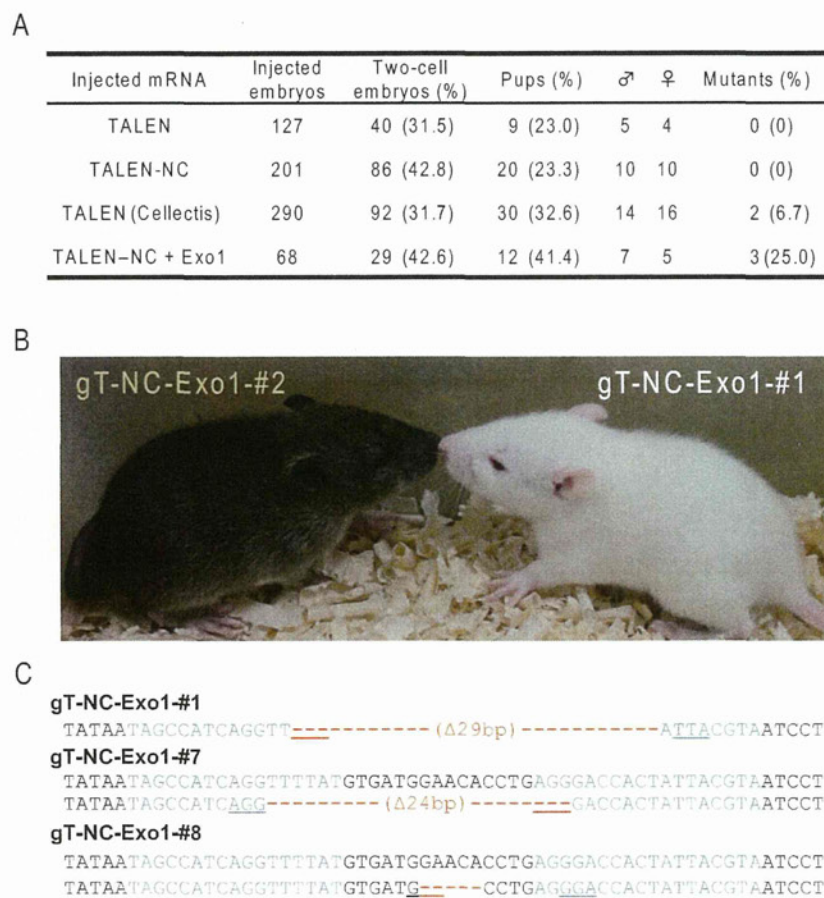 A
Injected mRNA Injected embryos Two-cell embryos (%) Pups (%) ♂ ♀ Mutants (%)
TALEN 127 40 (31.5) 9 (23.0) 5 4 0 (0)
TALEN-NC 201 86 (42.8) 20 (23.3) 10 10 0 (0)
TALEN (Cellectis) 290 92 (31.7) 30 (32.6) 14 16 2 (6.7)
TALEN–NC + Exo1 68 29 (42.6) 12 (41.4) 7 5 3 (25.0)
B
gT-NC-Exo1-#2 gT-NC-Exo1-#1
C
gT-NC-Exo1-#1
TATAATAGCCATCAGGTT------------(Δ29bp)------------ATTACGTAATCCT
gT-NC-Exo1-#7
TATAATAGCCATCAGGTTTTATGTGATGGAACACCTGAGGGACCACTATTACGTAATCCT
TATAATAGCCATCAGG----------(Δ24bp)---------GACCACTATTACGTAATCCT
gT-NC-Exo1-#8
TATAATAGCCATCAGGTTTTATGTGATGGAACACCTGAGGGACCACTATTACGTAATCCT
TATAATAGCCATCAGGTTTTATGTGATGG-----CCTGAGGGACCACTATTACGTAATCCT